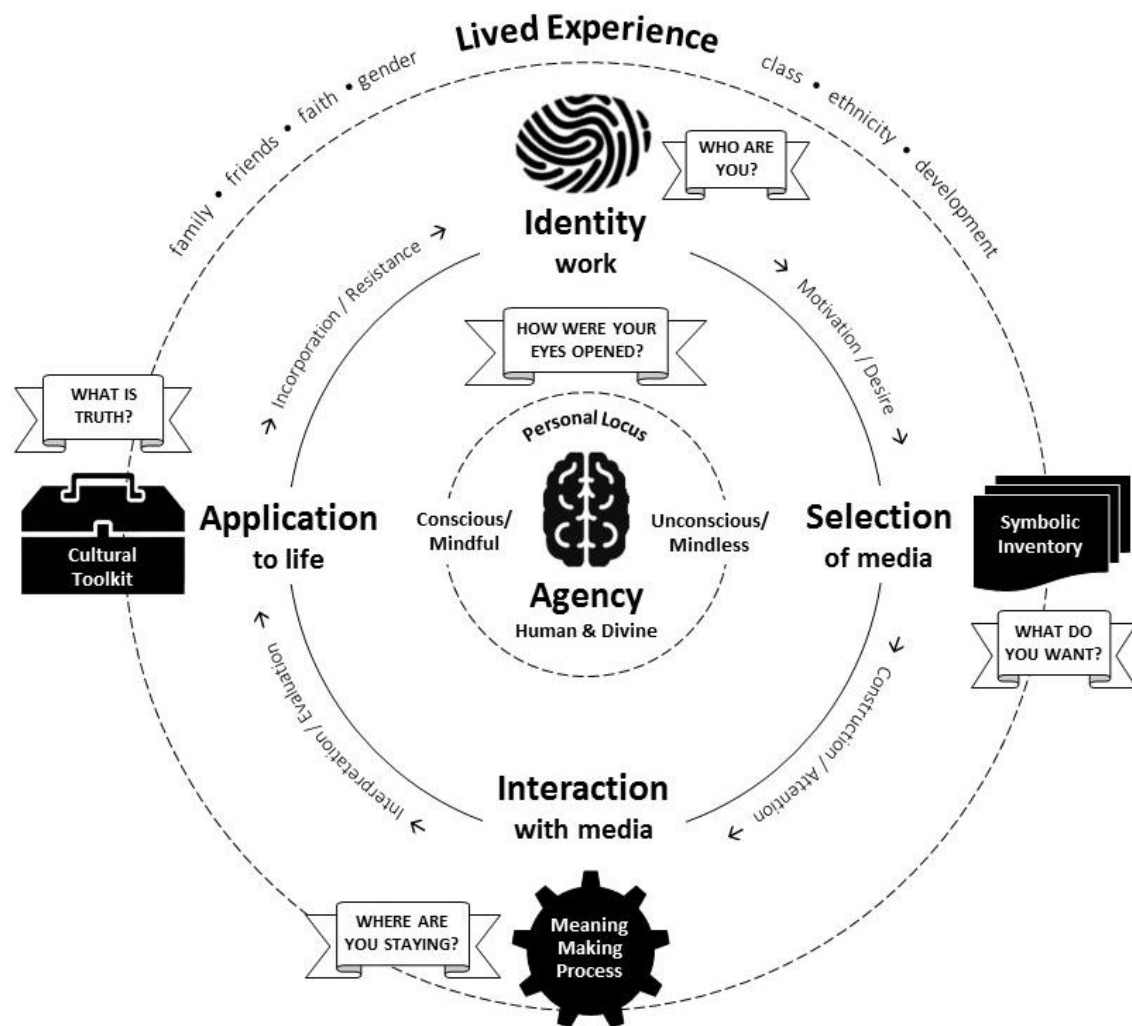 Lived Experience
family • friends • faith • gender
class • ethnicity • development
WHO ARE
YOU?
Identity
work
Incorporation / Resistance
Motivation / Desire
HOW WERE YOUR
EYES OPENED?
WHAT IS
TRUTH?
Personal Locus
Cultural
Toolkit
Application
to life
Conscious/
Mindful
Unconscious/
Mindless
Agency
Human & Divine
Selection
of media
Symbolic
Inventory
WHAT DO
YOU WANT?
Interpretation / Evaluation
Construction / Attention
Interaction
with media
WHERE ARE
YOU STAYING?
Meaning
Making
Process